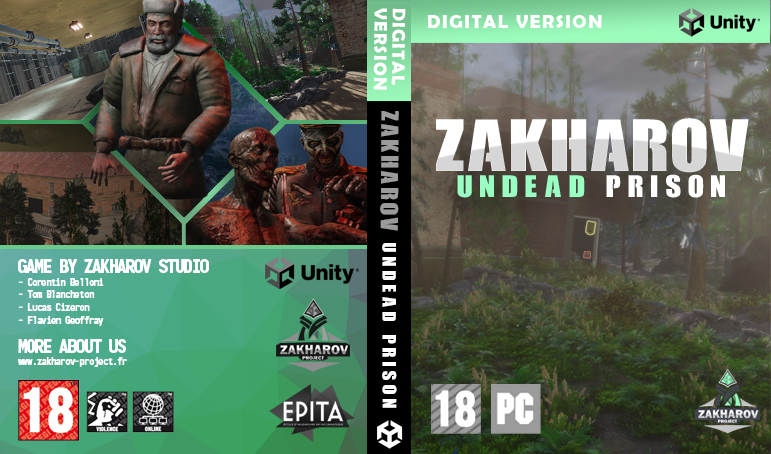 GAME BY ZAKHAROV STUDIO
- Corentin Belloni
- Tom Blancheton
- Lucas Cizeron
- Flavien Geoffray
MORE ABOUT US
www.zakharov-project.fr
18
VIOLENCE
ONLINE
Unity
ZAKHAROV
PROJECT
EPITA
DIGITAL
VERSION
ZAKHAROV UNDEAD PRISON
DIGITAL VERSION
Unity
ZAKHAROV
UNDEAD PRISON
18
PC
ZAKHAROV
PROJECT